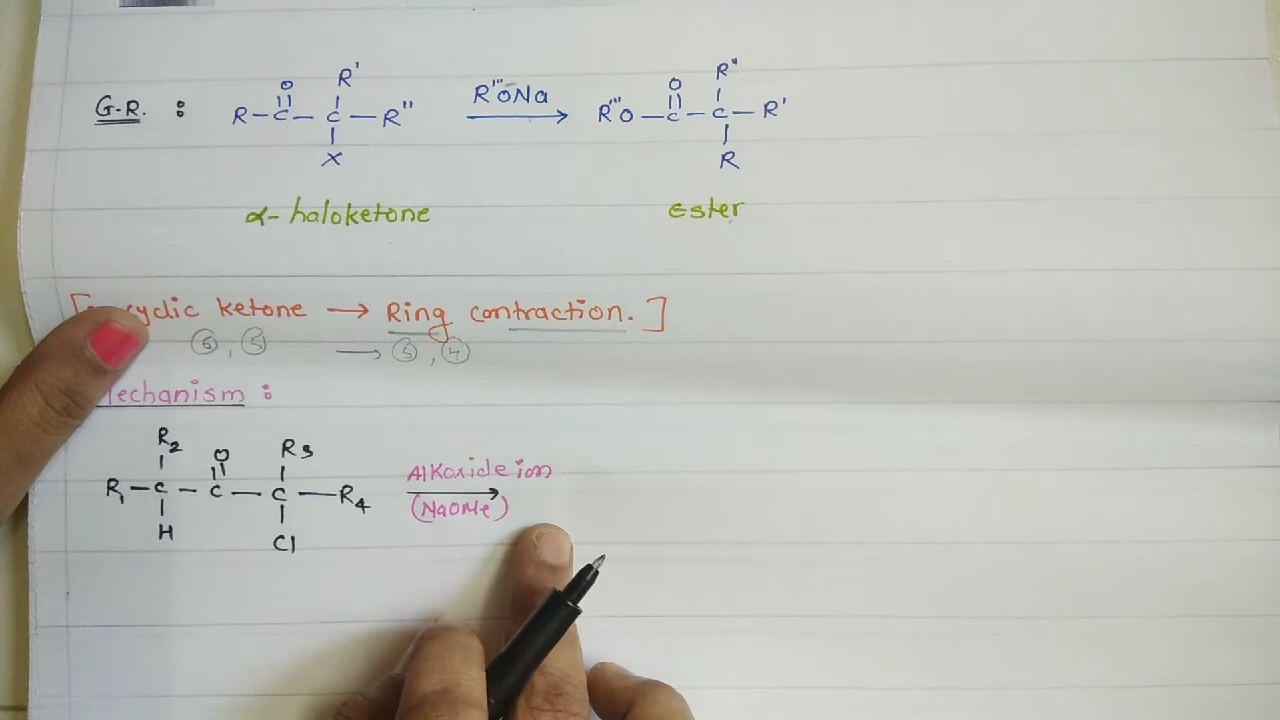 G.R. : R-C(=O)-C(R')(X)-R'' R'''ONa → R'''O-C(=O)-C(R'')(R)-R'
α-haloketone Ester
cyclic ketone → Ring contraction. ]
6, 5 → 5, 4
Mechanism :
R1-C(R2)(H)-C(=O)-C(R3)(Cl)-R4 Alkoxide ion → (NaOMe)